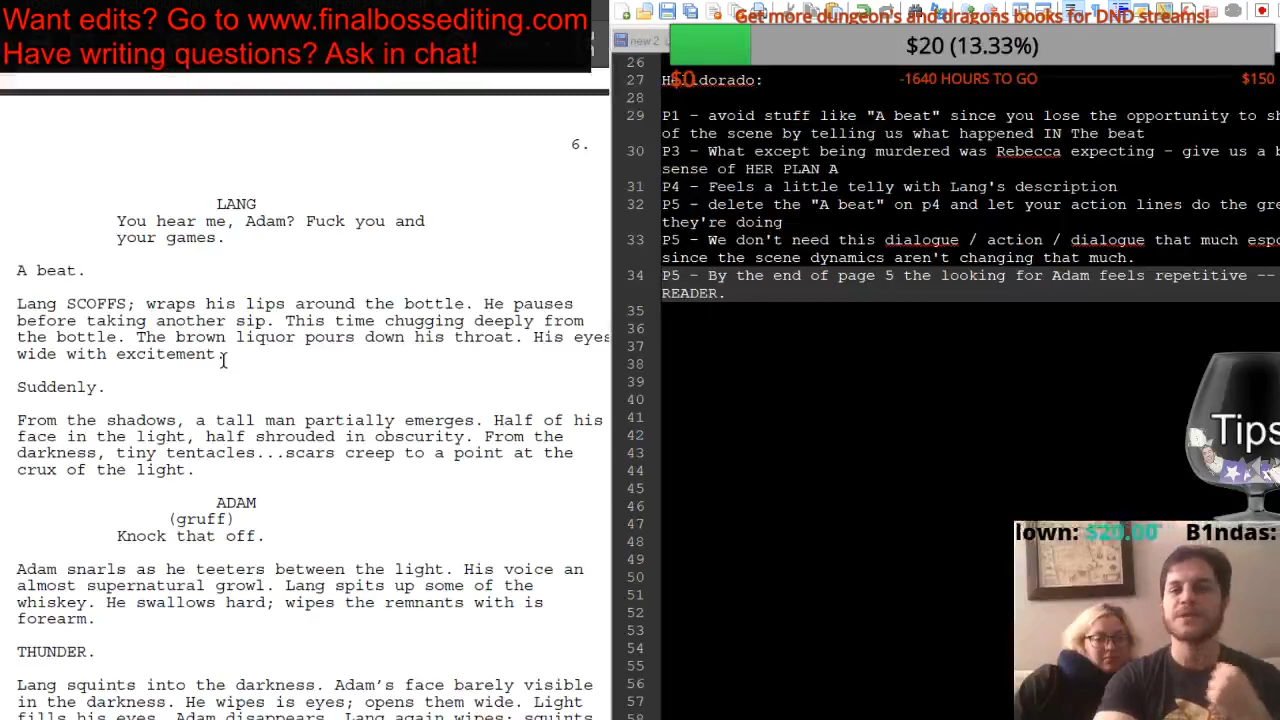 Want edits? Go to www.finalbossediting.com
Have writing questions? Ask in chat!
6.
LANG
You hear me, Adam? Fuck you and
your games.
A beat.
Lang SCOFFS; wraps his lips around the bottle. He pauses
before taking another sip. This time chugging deeply from
the bottle. The brown liquor pours down his throat. His eyes
wide with excitement.
Suddenly.
From the shadows, a tall man partially emerges. Half of his
face in the light, half shrouded in obscurity. From the
darkness, tiny tentacles...scars creep to a point at the
crux of the light.
ADAM
(gruff)
Knock that off.
Adam snarls as he teeters between the light. His voice an
almost supernatural growl. Lang spits up some of the
whiskey. He swallows hard; wipes the remnants with is
forearm.
THUNDER.
Lang squints into the darkness. Adam's face barely visible
in the darkness. He wipes is eyes; opens them wide. Light
fills his eyes. Adam disappears. Lang again wipes; squints
Get more dungeon's and dragons books for DND streams!
new 2
$20 (13.33%)
$0
-1640 HOURS TO GO
$150
26
27 ldorado:
28
29 P1 - avoid stuff like "A beat" since you lose the opportunity to
of the scene by telling us what happened IN The beat
30 P3 - What except being murdered was Rebecca expecting - give us a
sense of HER PLAN A
31 P4 - Feels a little telly with Lang's description
32 P5 - delete the "A beat" on p4 and let your action lines do the
they're doing
33 P5 - We don't need this dialogue / action / dialogue that much
since the scene dynamics aren't changing that much.
34 P5 - By the end of page 5 the looking for Adam feels repetitive --
READER.
35
36
37
38
39
40
41
42
43
44
45
46
47
48
49
50
51
52
53
54
55
56
57
58
Tips
lown: $20.00 B1ndas: